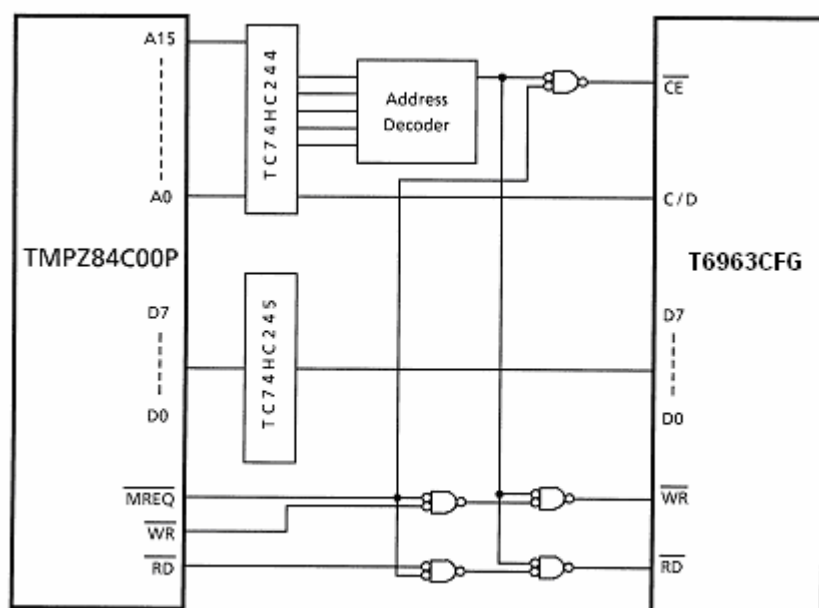 A15
A0
TMPZ84C00P
D7
D0
MREQ
WR
RD
TC74HC244
TC74HC245
Address
Decoder
CE
C/D
T6963CFG
D7
D0
WR
RD